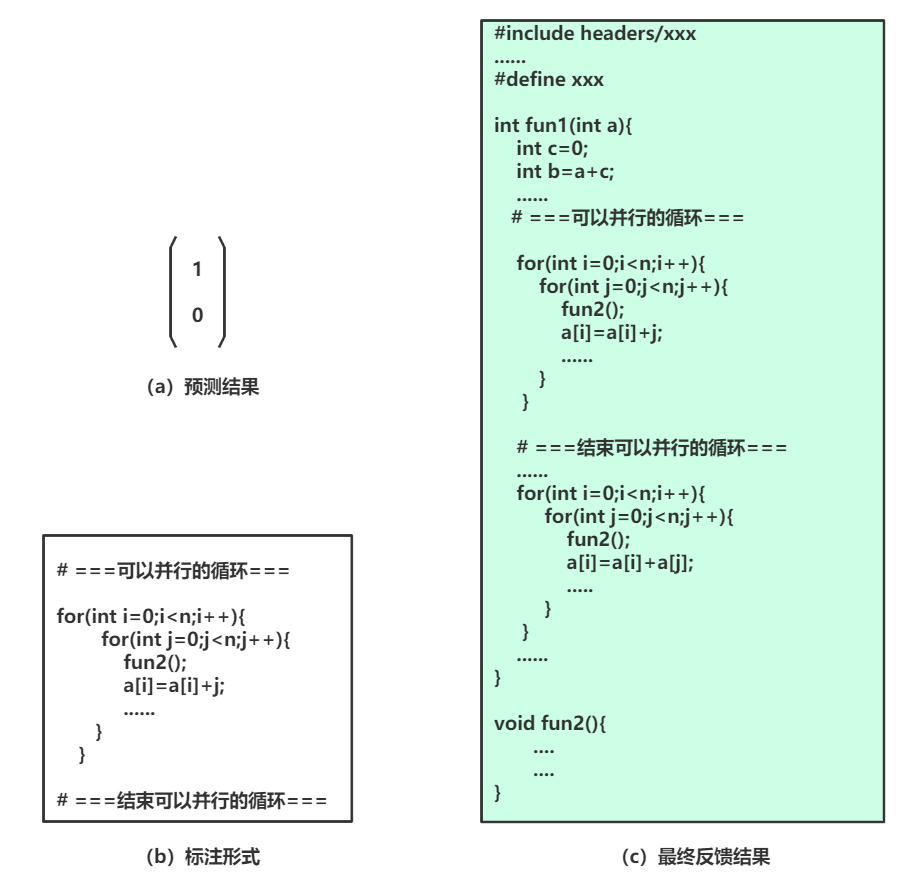 1
0
（a）预测结果
# ===可以并行的循环===
for(int i=0;i<n;i++){
for(int j=0;j<n;j++){
fun2();
a[i]=a[i]+j;
......
}
}
# ===结束可以并行的循环===
（b）标注形式
#include headers/xxx
......
#define xxx
int fun1(int a){
int c=0;
int b=a+c;
......
# ===可以并行的循环===
for(int i=0;i<n;i++){
for(int j=0;j<n;j++){
fun2();
a[i]=a[i]+j;
......
}
}
# ===结束可以并行的循环===
......
for(int i=0;i<n;i++){
for(int j=0;j<n;j++){
fun2();
a[i]=a[i]+a[j];
.....
}
}
......
}
void fun2(){
....
....
}
（c）最终反馈结果